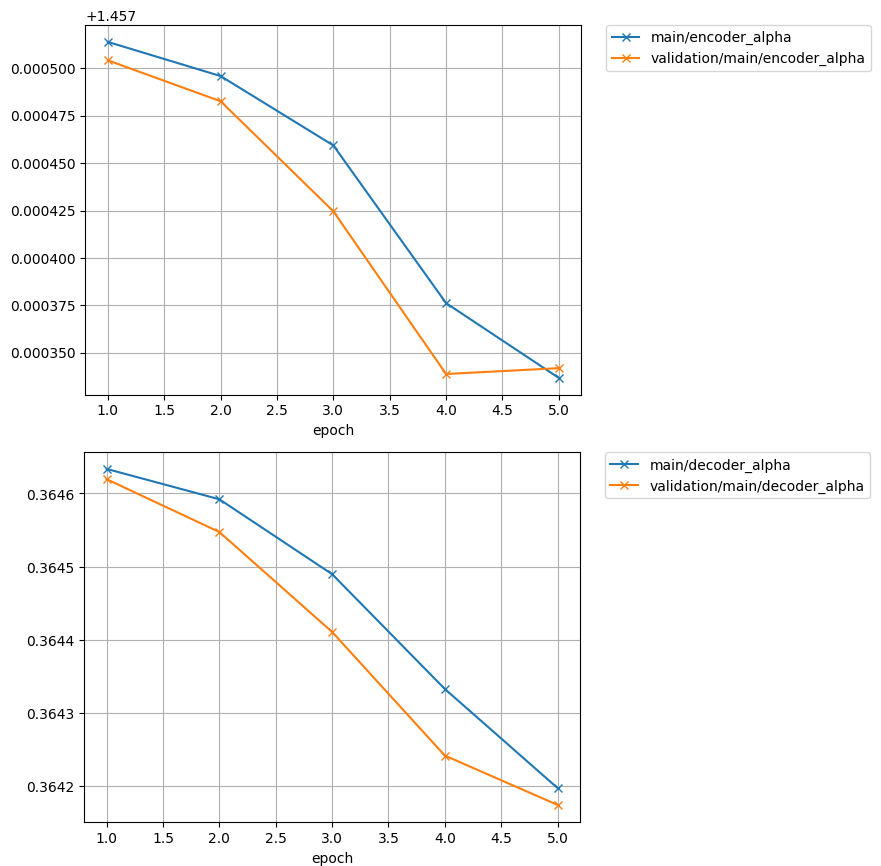 +1.457
main/encoder_alpha
validation/main/encoder_alpha
0.000500
0.000475
0.000450
0.000425
0.000400
0.000375
0.000350
1.0 1.5 2.0 2.5 3.0 3.5 4.0 4.5 5.0
epoch
main/decoder_alpha
validation/main/decoder_alpha
0.3646
0.3645
0.3644
0.3643
0.3642
1.0 1.5 2.0 2.5 3.0 3.5 4.0 4.5 5.0
epoch